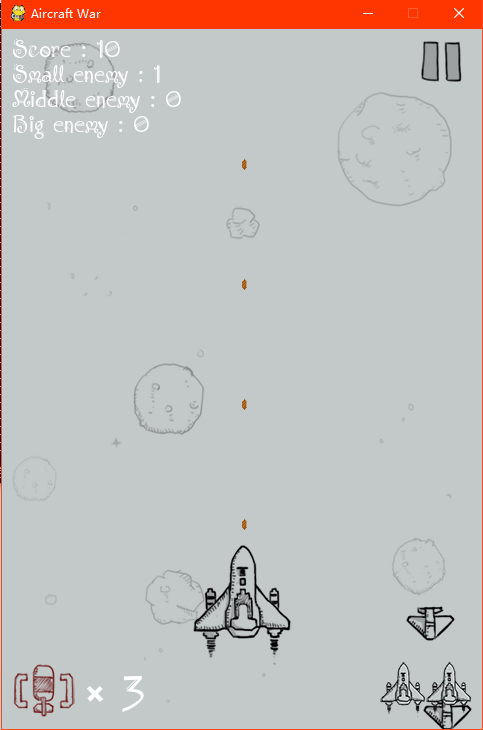 Aircraft War
Score : 10
Small enemy : 1
Middle enemy : 0
Big enemy : 0
× 3